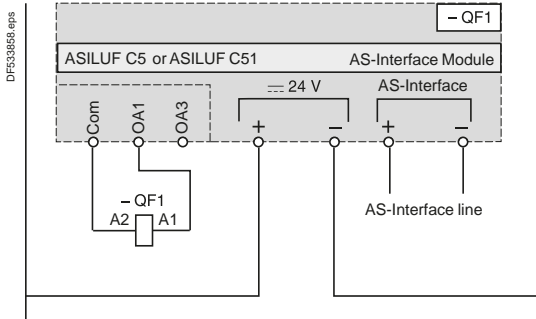 DF533858.eps
– QF1
ASILUF C5 or ASILUF C51 AS-Interface Module
24 V AS-Interface
Com OA1 OA3 + – + –
– QF1
A2 A1
AS-Interface line